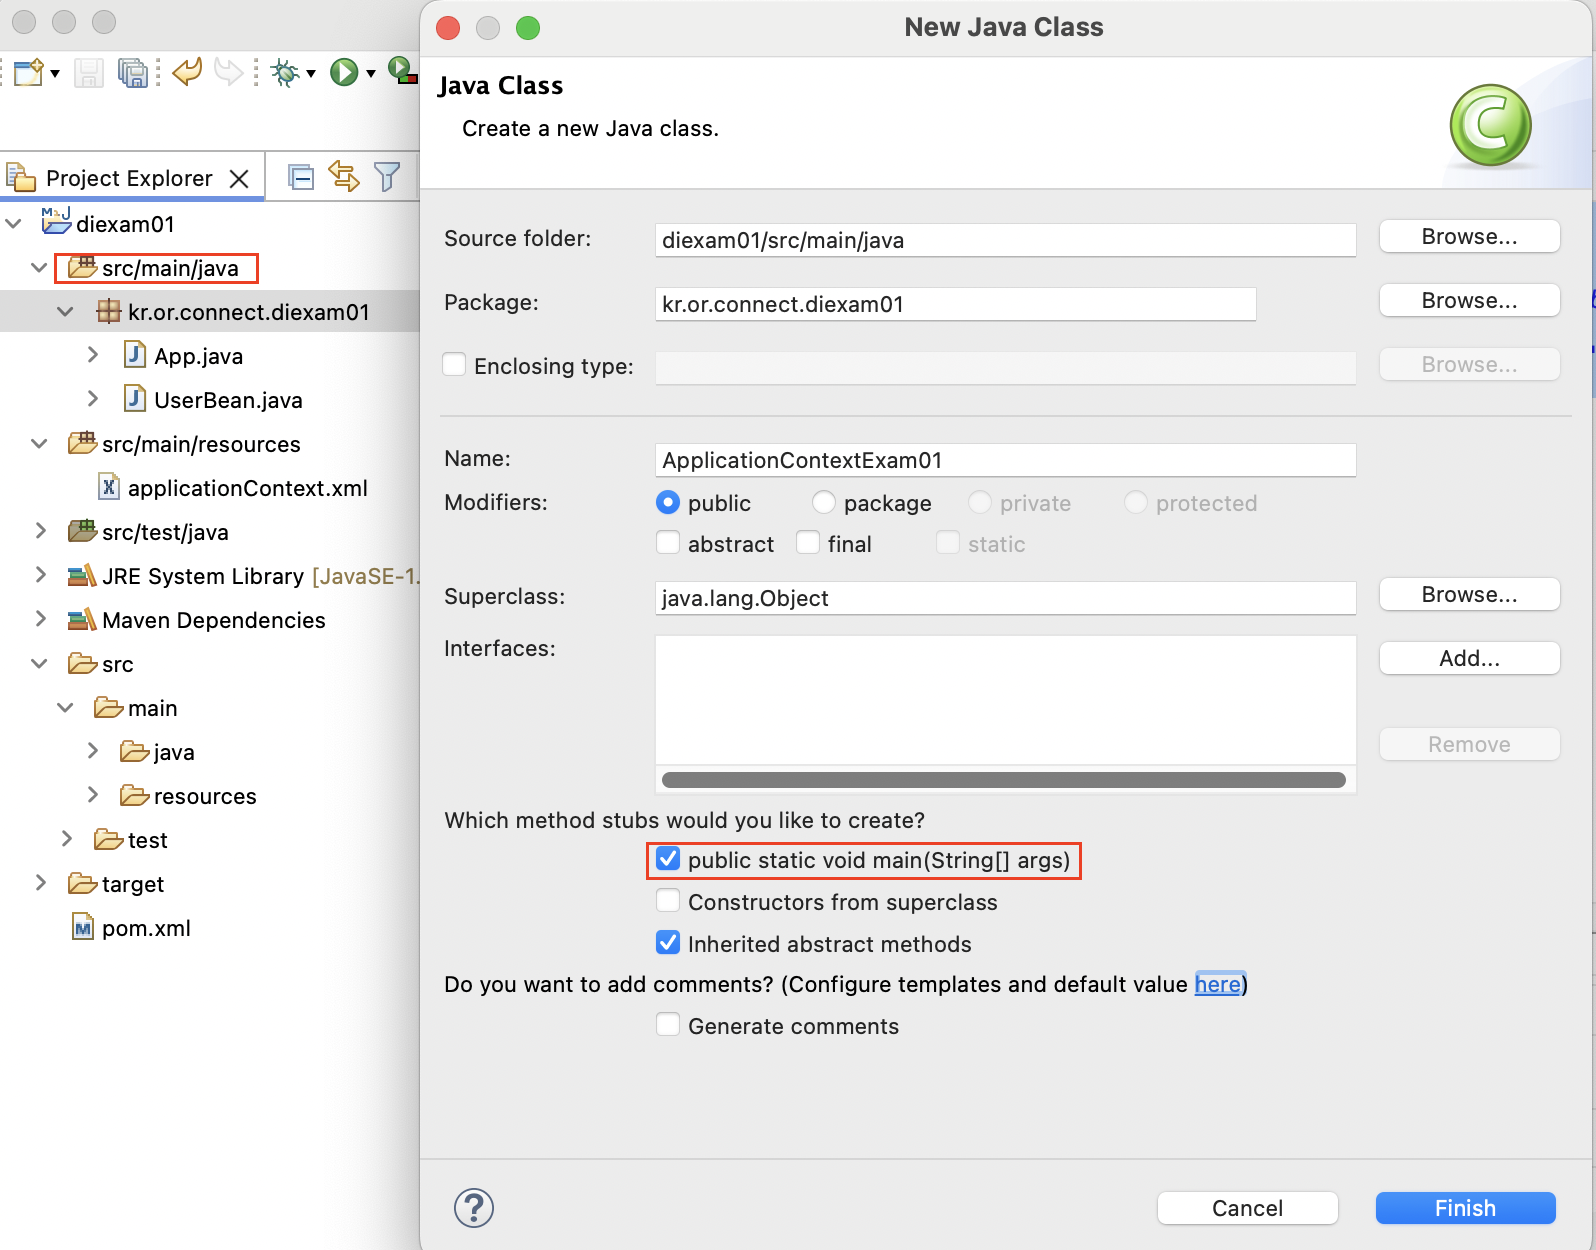 New Java Class
Java Class
Create a new Java class.
Project Explorer
diexam01
src/main/java
kr.or.connect.diexam01
App.java
UserBean.java
src/main/resources
applicationContext.xml
src/test/java
JRE System Library [JavaSE-1.
Maven Dependencies
src
main
java
resources
test
target
pom.xml
Source folder: diexam01/src/main/java Browse...
Package: kr.or.connect.diexam01 Browse...
Enclosing type: Browse...
Name: ApplicationContextExam01
Modifiers: public package private protected
abstract final static
Superclass: java.lang.Object Browse...
Interfaces: Add...
Remove
Which method stubs would you like to create?
public static void main(String[] args)
Constructors from superclass
Inherited abstract methods
Do you want to add comments? (Configure templates and default value here)
Generate comments
Cancel Finish